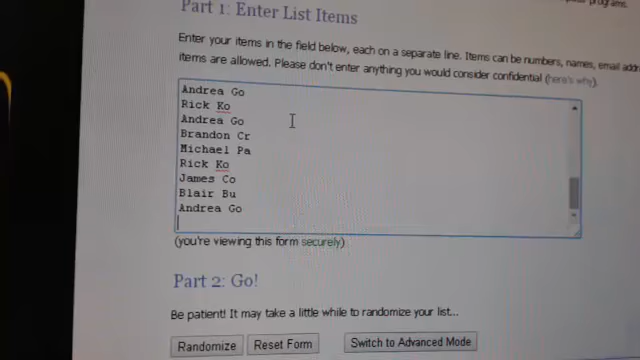 programs.
Part 1: Enter List Items
Enter your items in the field below, each on a separate line. Items can be numbers, names, email addr
items are allowed. Please don't enter anything you would consider confidential (here's why).
Andrea Go
Rick Ko
Andrea Go
Brandon Cr
Michael Pa
Rick Ko
James Co
Blair Bu
Andrea Go
(you're viewing this form securely)
Part 2: Go!
Be patient! It may take a little while to randomize your list...
Randomize Reset Form Switch to Advanced Mode